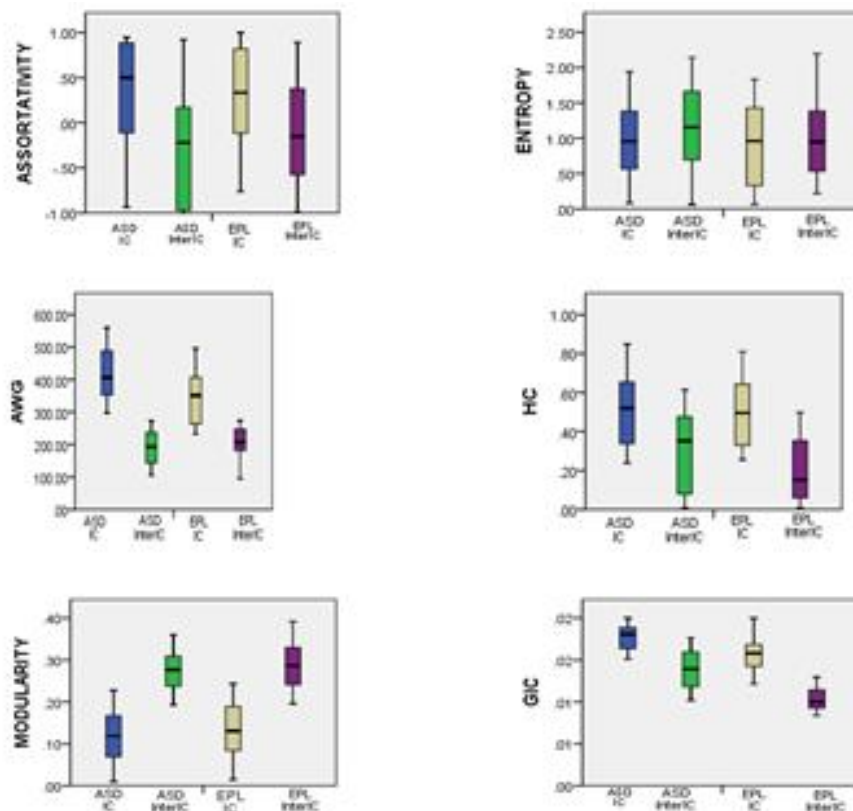 ASSORTATIVITY
1.00
.50
.00
-.50
-1.00
ASD
IC
ASD
InterIC
EPL
IC
EPL
InterIC
ENTROPY
2.50
2.00
1.50
1.00
.50
.00
ASD
IC
ASD
InterIC
EPL
IC
EPL
InterIC
AWG
600.00
500.00
400.00
300.00
200.00
100.00
.00
ASD
IC
ASD
InterIC
EPL
IC
EPL
InterIC
HC
1.00
.80
.60
.40
.20
.00
ASD
IC
ASD
InterIC
EPL
IC
EPL
InterIC
MODULARITY
.40
.30
.20
.10
.00
ASD
IC
ASD
InterIC
EPL
IC
EPL
InterIC
GIC
.02
.02
.01
.01
.00
ASD
IC
ASD
InterIC
EPL
IC
EPL
InterIC